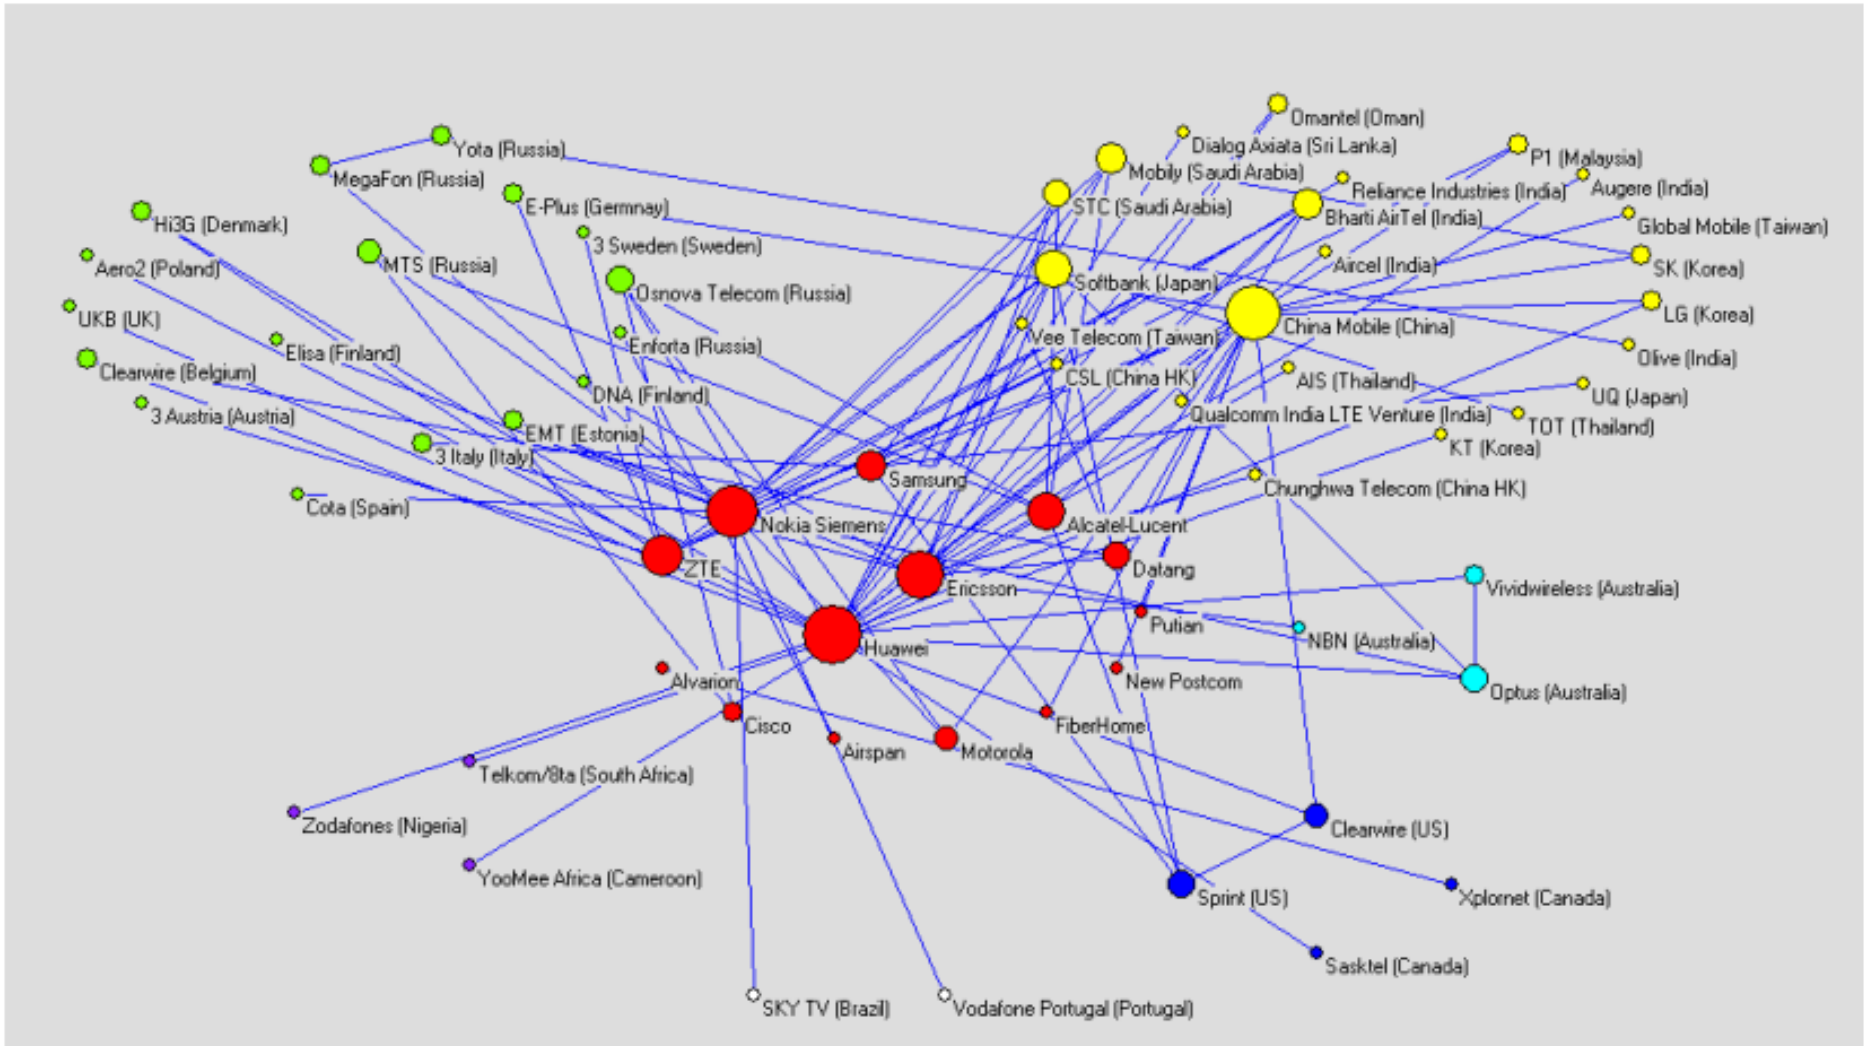 Omantel (Oman)
Yota (Russia)
Dialog Axiata (Sri Lanka)
P1 (Malaysia)
MegaFon (Russia)
Mobily (Saudi Arabia)
Reliance Industries (India)
Augere (India)
E-Plus (Germnay)
STC (Saudi Arabia)
Bharti AirTel (India)
Hi3G (Denmark)
Global Mobile (Taiwan)
3 Sweden (Sweden)
Aero2 (Poland)
MTS (Russia)
Aircel (India)
SK (Korea)
Osnova Telecom (Russia)
Softbank (Japan)
UKB (UK)
LG (Korea)
China Mobile (China)
Elisa (Finland)
Enforta (Russia)
Vee Telecom (Taiwan)
Olive (India)
Clearwire (Belgium)
CSL (China HK)
AIS (Thailand)
DNA (Finland)
UQ (Japan)
3 Austria (Austria)
Qualcomm India LTE Venture (India)
TOT (Thailand)
EMT (Estonia)
KT (Korea)
3 Italy (Italy)
Samsung
Chunghwa Telecom (China HK)
Cota (Spain)
Nokia Siemens
Alcatel-Lucent
ZTE
Datang
Ericsson
Vividwireless (Australia)
Putian
NBN (Australia)
Huawei
Alvarion
New Postcom
Optus (Australia)
Cisco
FiberHome
Airspan
Motorola
Telkom/8ta (South Africa)
Zodafones (Nigeria)
Clearwire (US)
YooMee Africa (Cameroon)
Sprint (US)
Xplornet (Canada)
Sasktel (Canada)
SKY TV (Brazil)
Vodafone Portugal (Portugal)